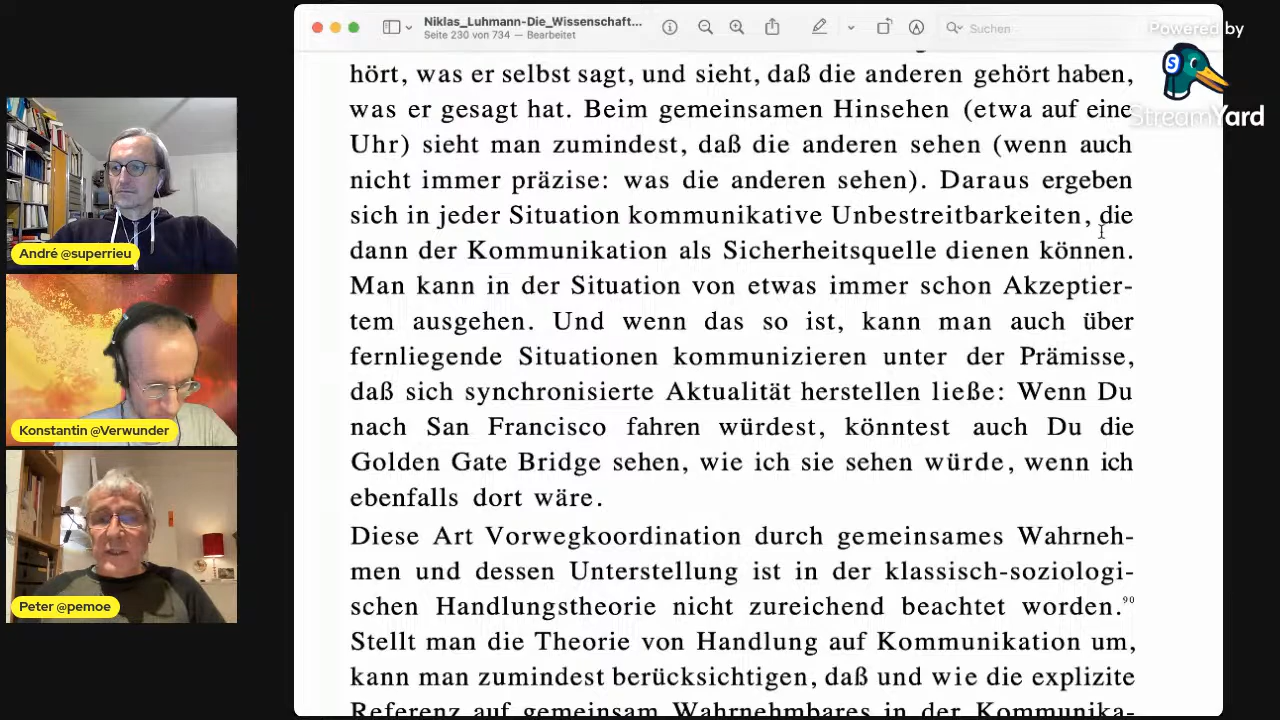 Niklas_Luhmann-Die_Wissenschaft...
Seite 230 von 734 — Bearbeitet
Suchen
Powered by
StreamYard
hört, was er selbst sagt, und sieht, daß die anderen gehört haben,
was er gesagt hat. Beim gemeinsamen Hinsehen (etwa auf eine
Uhr) sieht man zumindest, daß die anderen sehen (wenn auch
nicht immer präzise: was die anderen sehen). Daraus ergeben
sich in jeder Situation kommunikative Unbestreitbarkeiten, die
dann der Kommunikation als Sicherheitsquelle dienen können.
Man kann in der Situation von etwas immer schon Akzeptier-
tem ausgehen. Und wenn das so ist, kann man auch über
fernliegende Situationen kommunizieren unter der Prämisse,
daß sich synchronisierte Aktualität herstellen ließe: Wenn Du
nach San Francisco fahren würdest, könntest auch Du die
Golden Gate Bridge sehen, wie ich sie sehen würde, wenn ich
ebenfalls dort wäre.
Diese Art Vorwegkoordination durch gemeinsames Wahrneh-
men und dessen Unterstellung ist in der klassisch-soziologi-
schen Handlungstheorie nicht zureichend beachtet worden.90
Stellt man die Theorie von Handlung auf Kommunikation um,
kann man zumindest berücksichtigen, daß und wie die explizite
Referenz auf gemeinsam Wahrnehmbares in der Kommunika-
André @superrieu
Konstantin @Verwunder
Peter @pemoe